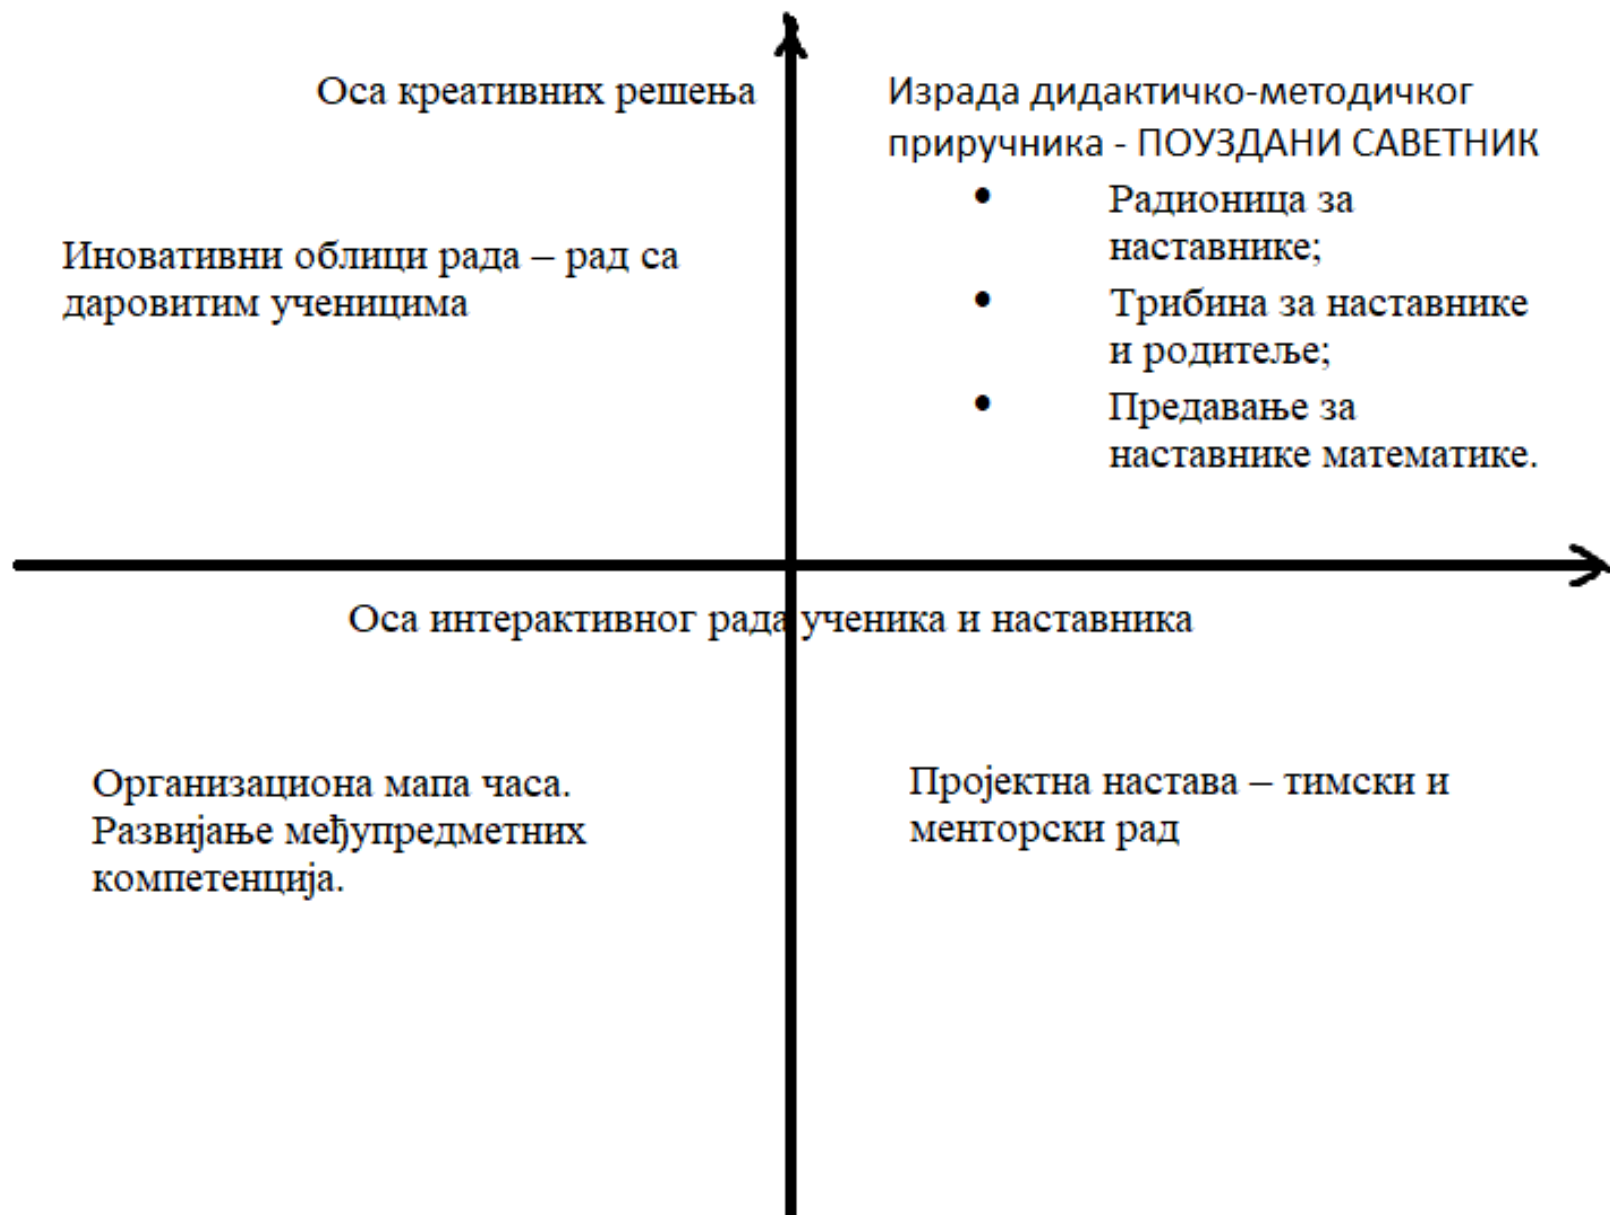 Оса креативних решења
Израда дидактичко-методичког
приручника - ПОУЗДАНИ САВЕТНИК
• Радионица за
наставнике;
• Трибина за наставнике
и родитеље;
• Предавање за
наставнике математике.
Иновативни облици рада – рад са
даровитим ученицима
Оса интерактивног рада ученика и наставника
Организациона мапа часа.
Развијање међупредметних
компетенција.
Пројектна настава – тимски и
менторски рад